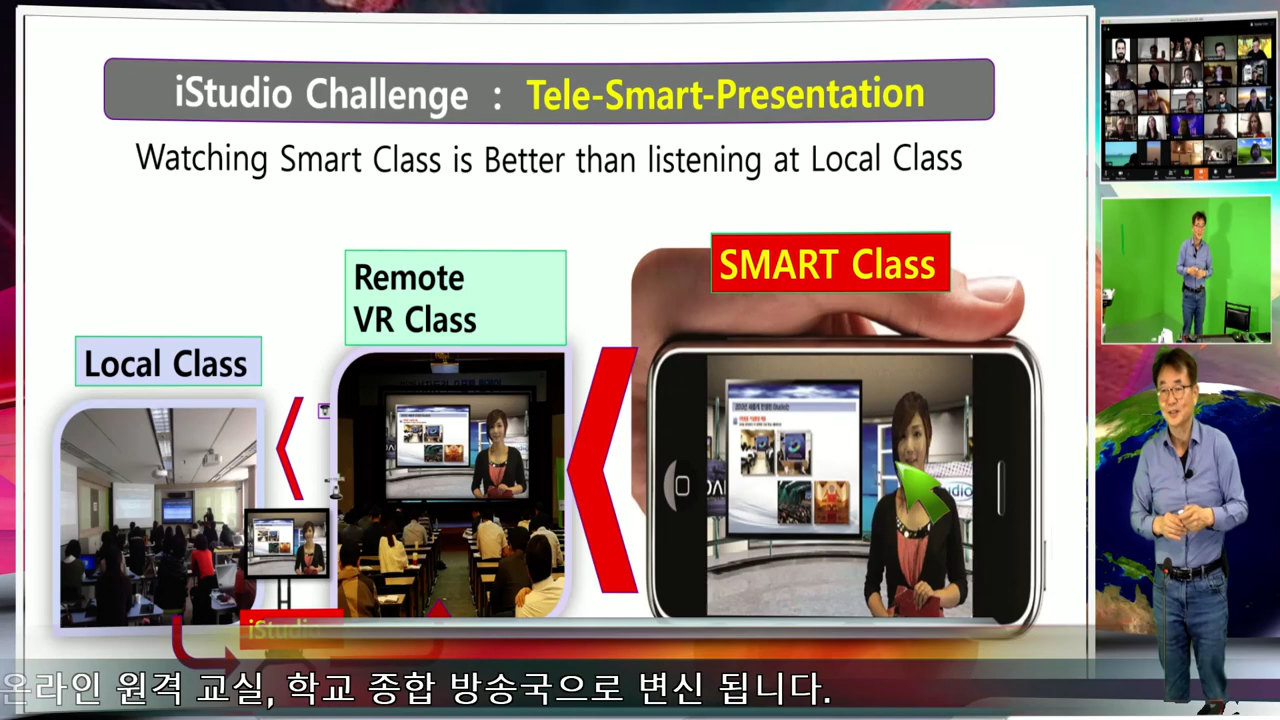 iStudio Challenge : Tele-Smart-Presentation
Watching Smart Class is Better than listening at Local Class
SMART Class
Remote
VR Class
Local Class
iStudio
온라인 원격 교실, 학교 종합 방송국으로 변신 됩니다.